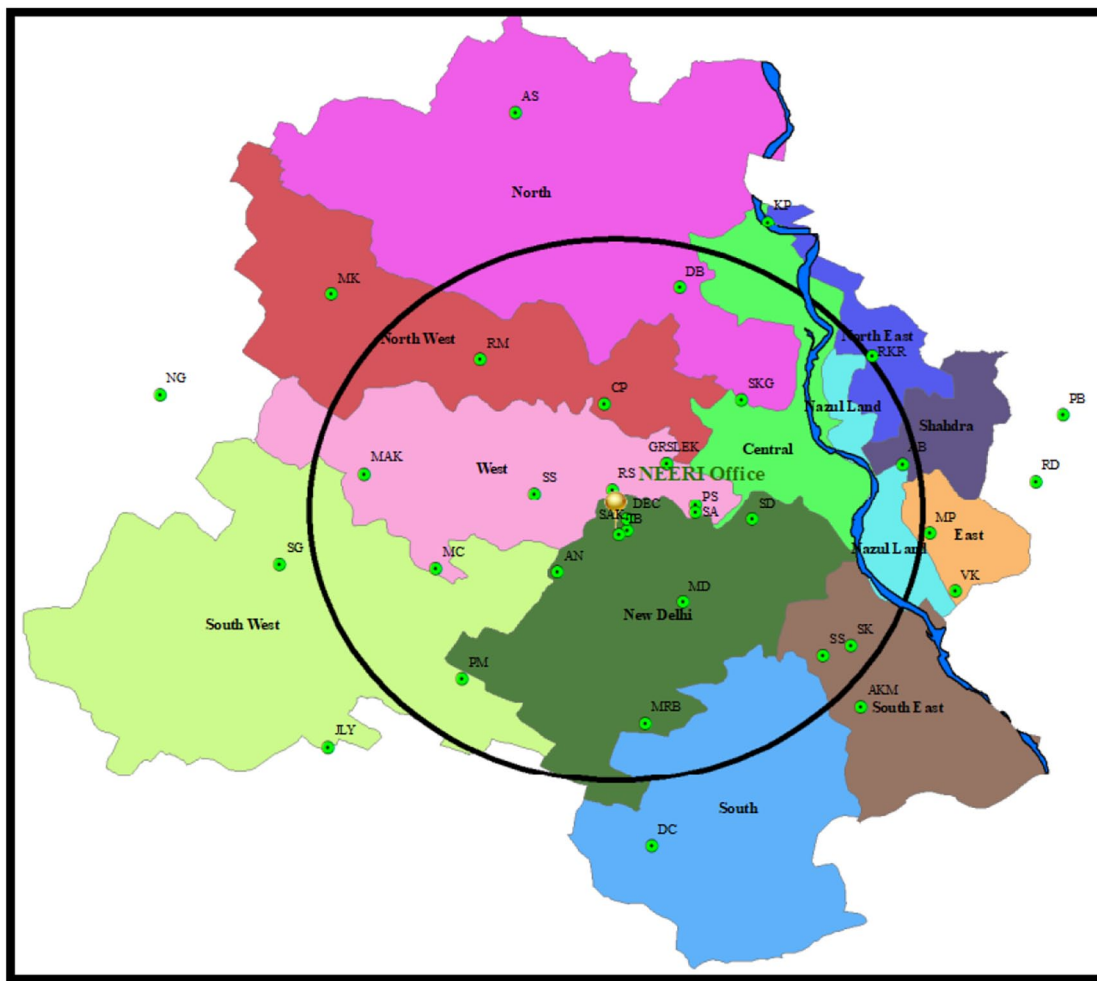 AS
North
KP
DB
MK
North West
RM
North East
RKR
NG
CP
SKG
Nazul Land
PB
Shahdra
GRSLEK
Central
AB
MAK
West
SS
RS
NEERI Office
RD
DEC
PS
SAK
IB
SA
SD
MP
East
Nazul Land
SG
MC
AN
VK
MD
South West
New Delhi
SS
SK
PM
AKM
South East
MRB
JLY
South
DC